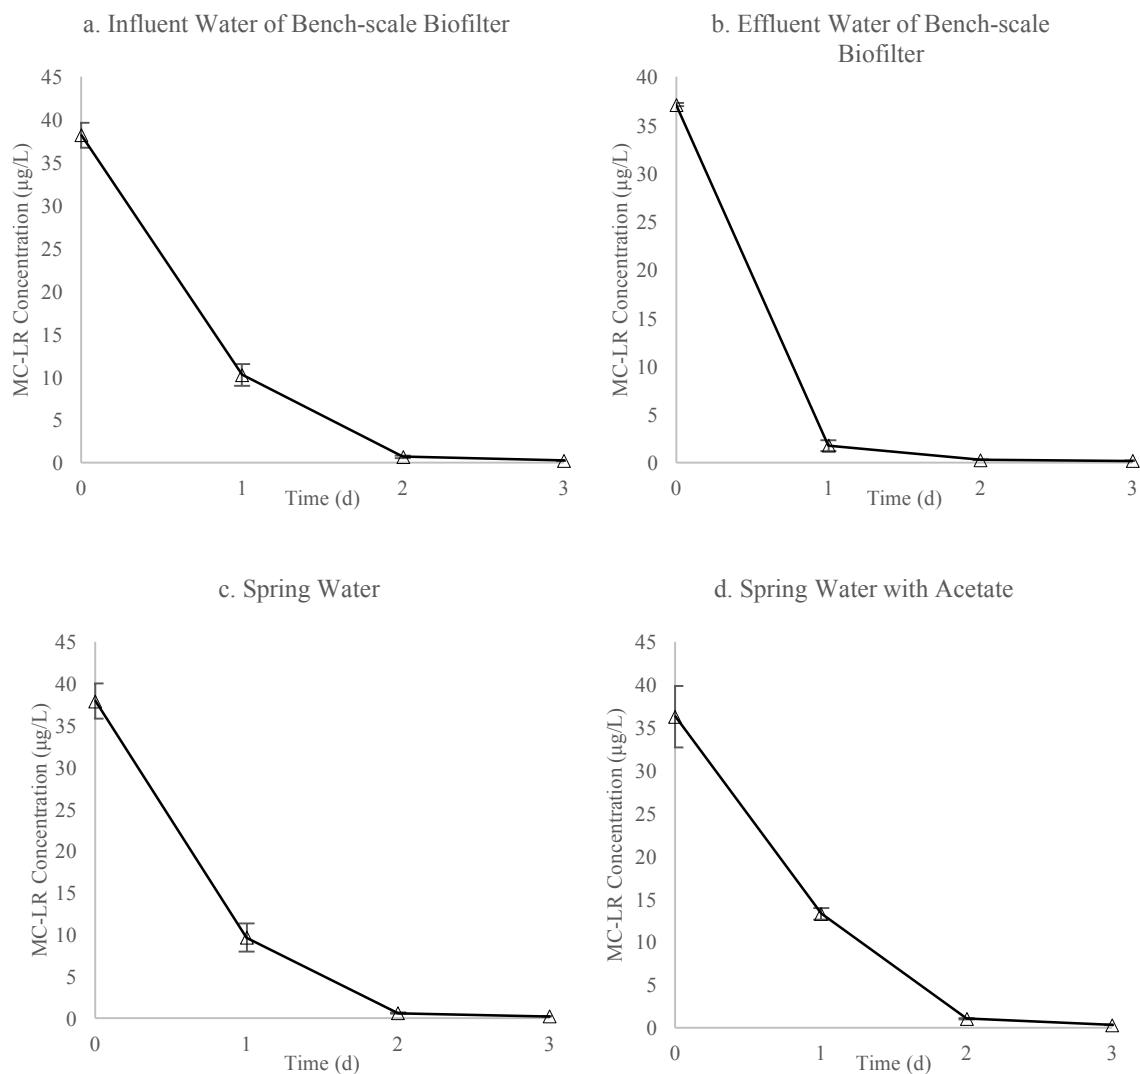 a. Influent Water of Bench-scale Biofilter
45
40
35
30
25
20
15
10
5
0
MC-LR Concentration (µg/L)
0 1 2 3
Time (d)
b. Effluent Water of Bench-scale
Biofilter
40
35
30
25
20
15
10
5
0
MC-LR Concentration (µg/L)
0 1 2 3
Time (d)
c. Spring Water
45
40
35
30
25
20
15
10
5
0
MC-LR Concentration (µg/L)
0 1 2 3
Time (d)
d. Spring Water with Acetate
45
40
35
30
25
20
15
10
5
0
MC-LR Concentration (µg/L)
0 1 2 3
Time (d)